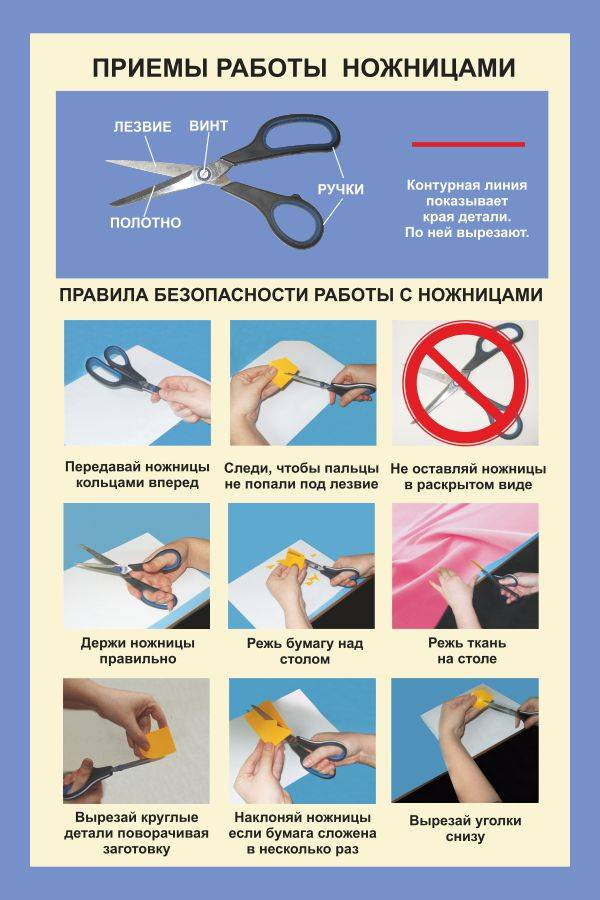 ПРИЕМЫ РАБОТЫ НОЖНИЦАМИ
ЛЕЗВИЕ
ВИНТ
РУЧКИ
ПОЛОТНО
Контурная линия
показывает
края детали.
По ней вырезают.
ПРАВИЛА БЕЗОПАСНОСТИ РАБОТЫ С НОЖНИЦАМИ
Передавай ножницы
кольцами вперед
Следи, чтобы пальцы
не попали под лезвие
Не оставляй ножницы
в раскрытом виде
Держи ножницы
правильно
Режь бумагу над
столом
Режь ткань
на столе
Вырезай круглые
детали поворачивая
заготовку
Наклоняй ножницы
если бумага сложена
в несколько раз
Вырезай уголки
снизу